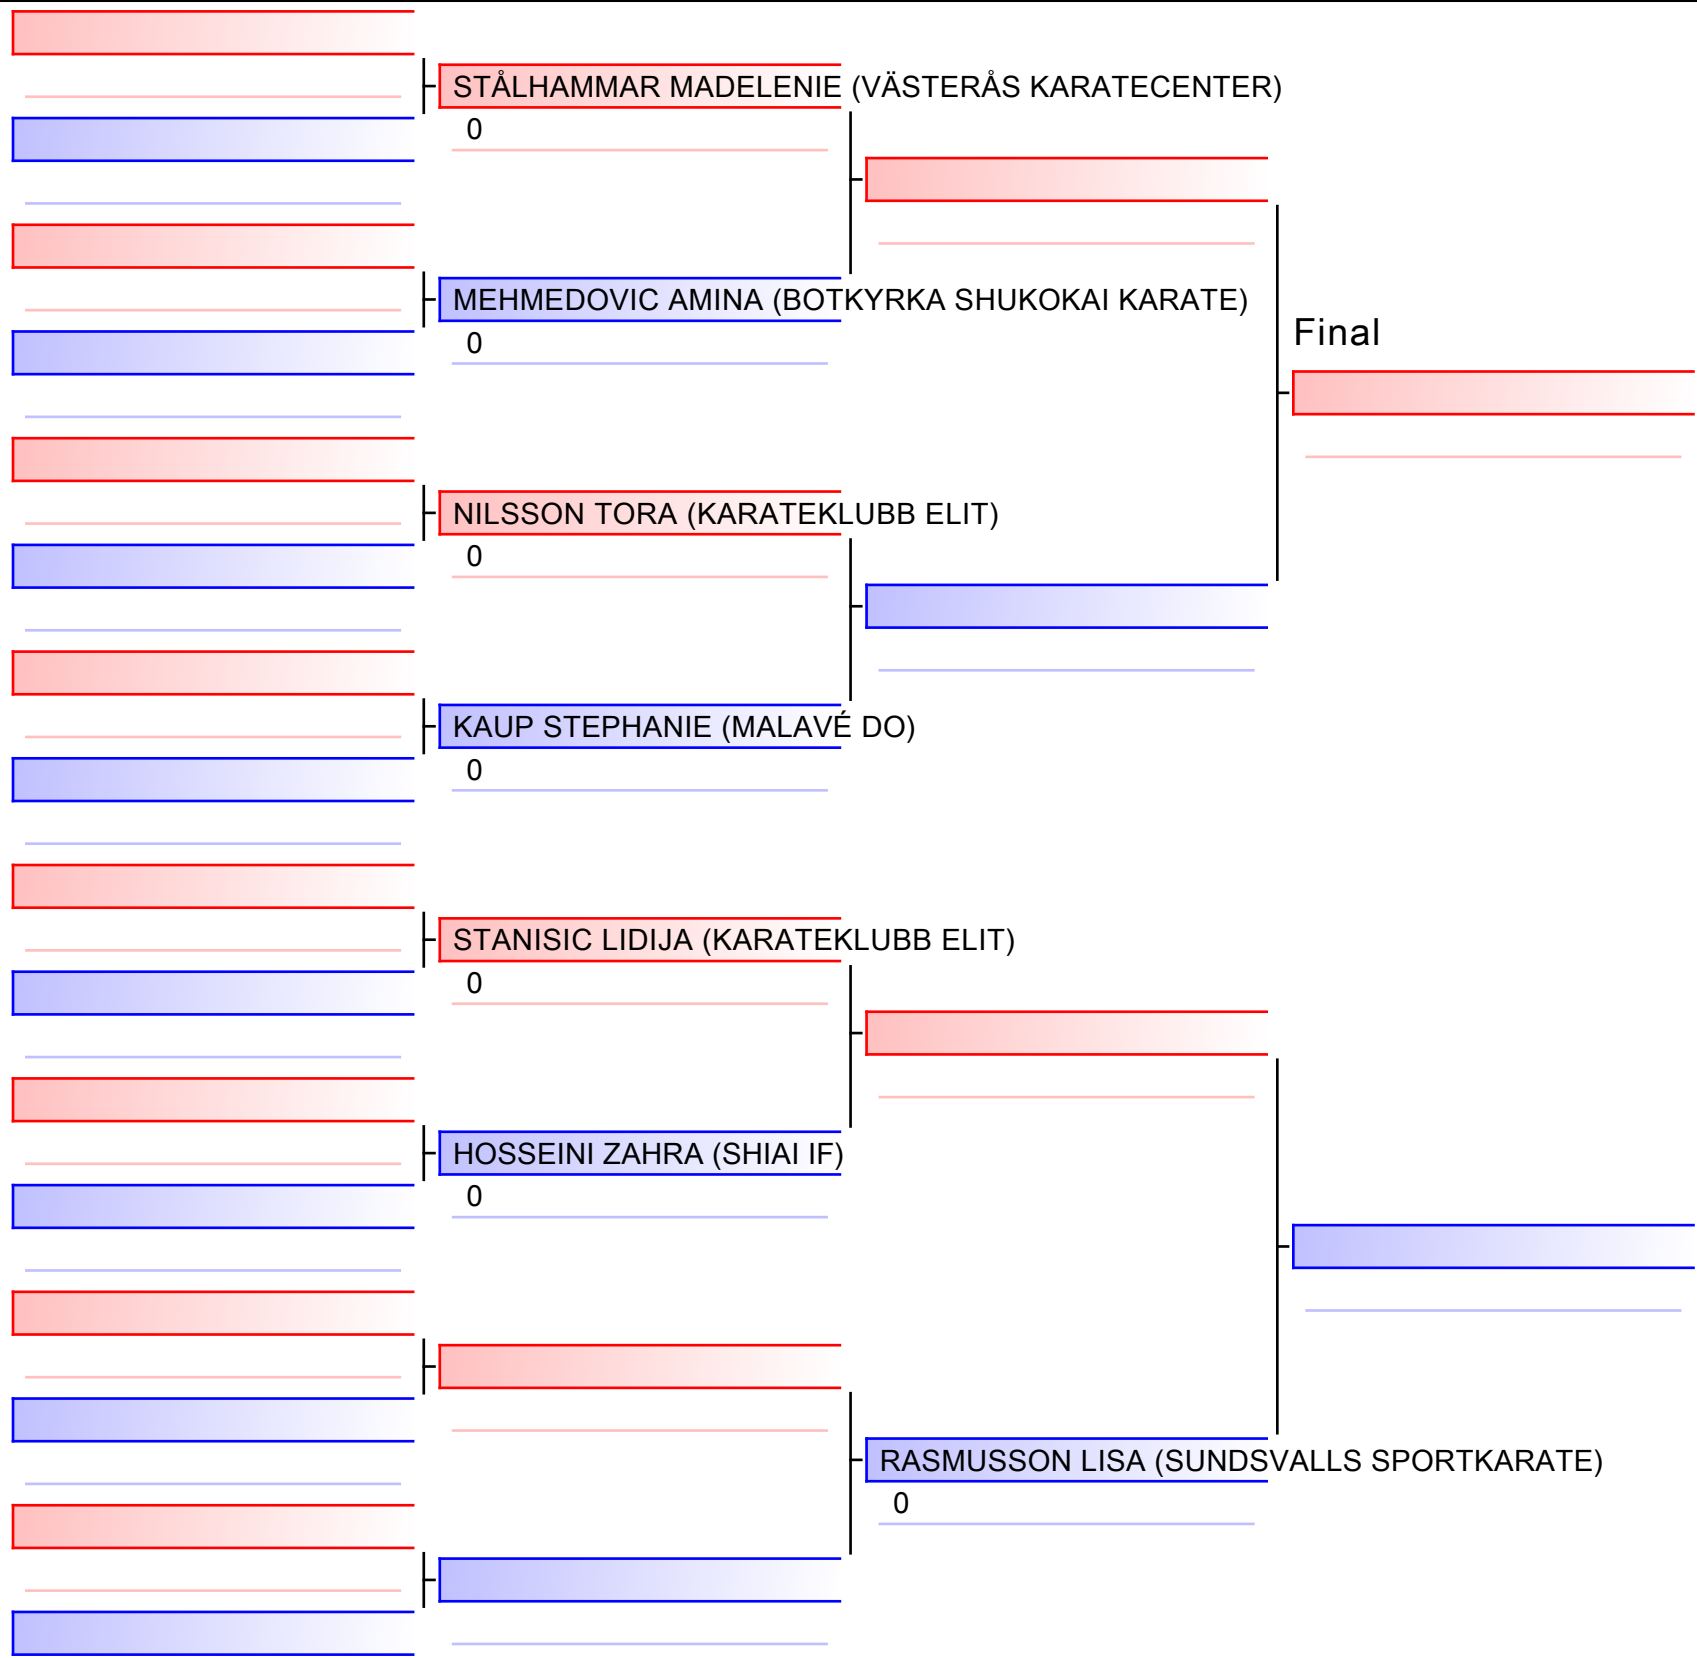 STÅLHAMMAR MADELENIE (VÄSTERÅS KARATECENTER)
0
MEHMEDOVIC AMINA (BOTKYRKA SHUKOKAI KARATE)
0
Final
NILSSON TORA (KARATEKLUBB ELIT)
0
KAUP STEPHANIE (MALAVÉ DO)
0
STANISIC LIDIJA (KARATEKLUBB ELIT)
0
HOSSEINI ZAHRA (SHIAI IF)
0
RASMUSSON LISA (SUNDSVALLS SPORTKARATE)
0